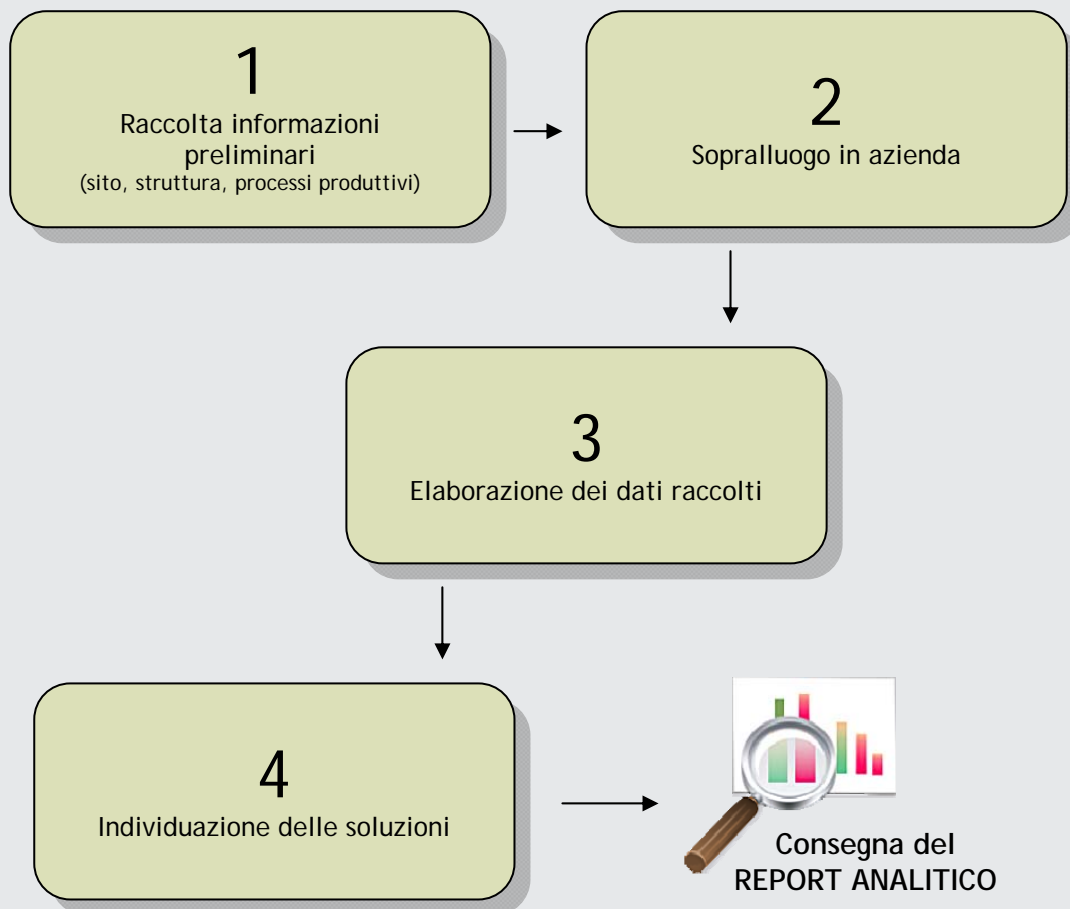 1
Raccolta informazioni
preliminari
(sito, struttura, processi produttivi)
2
Sopralluogo in azienda
3
Elaborazione dei dati raccolti
4
Individuazione delle soluzioni
Consegna del
REPORT ANALITICO